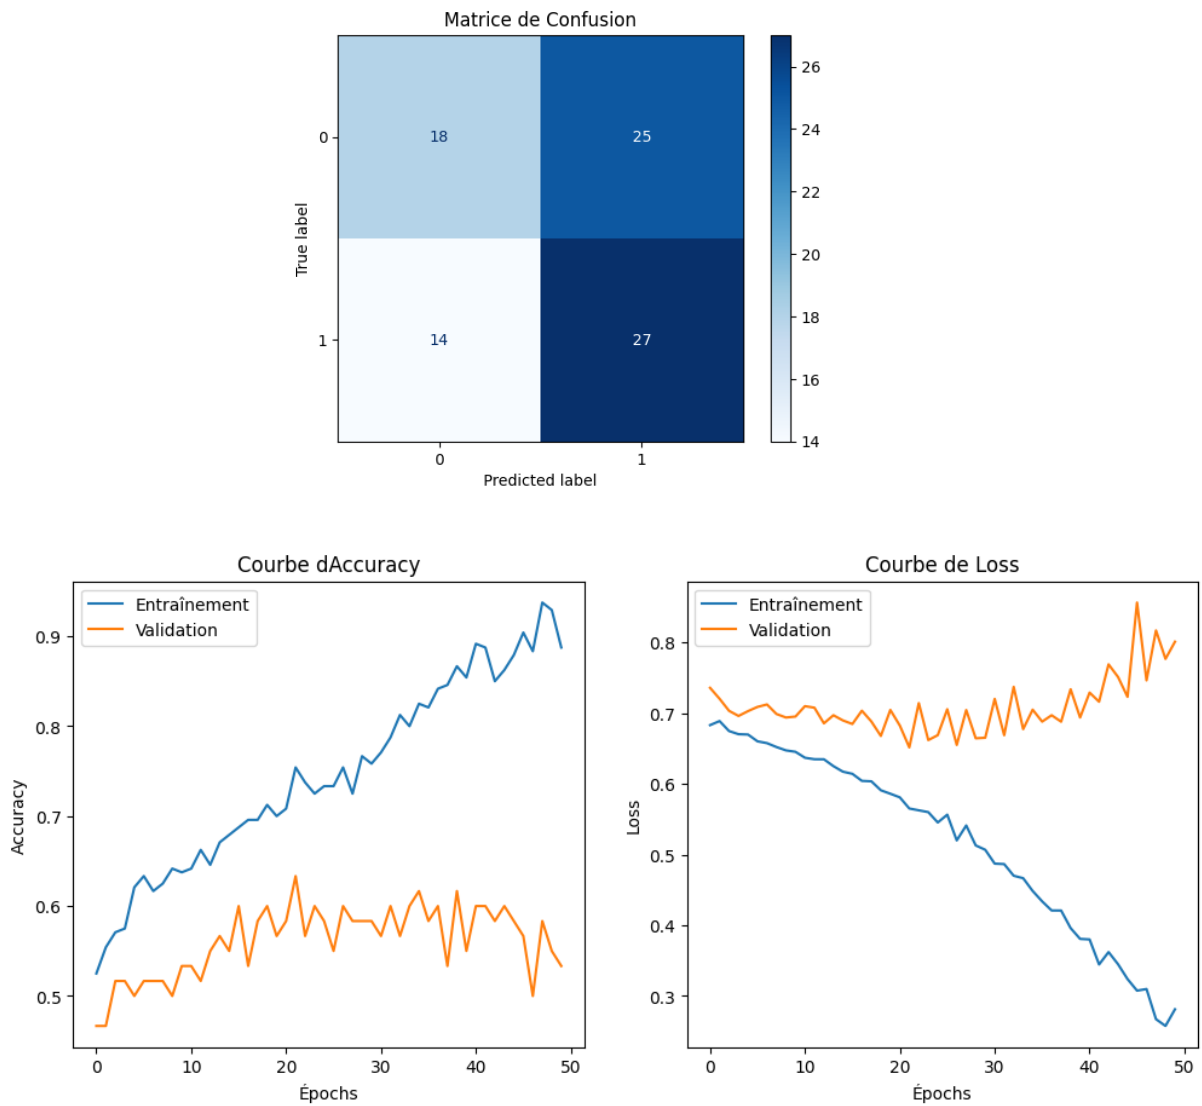 Matrice de Confusion
0
18
25
1
14
27
0
1
True label
Predicted label
26
24
22
20
18
16
14
Courbe dAccuracy
Entraînement
Validation
0.9
0.8
0.7
0.6
0.5
Accuracy
0
10
20
30
40
50
Épochs
Courbe de Loss
Entraînement
Validation
0.8
0.7
0.6
0.5
0.4
0.3
Loss
0
10
20
30
40
50
Épochs